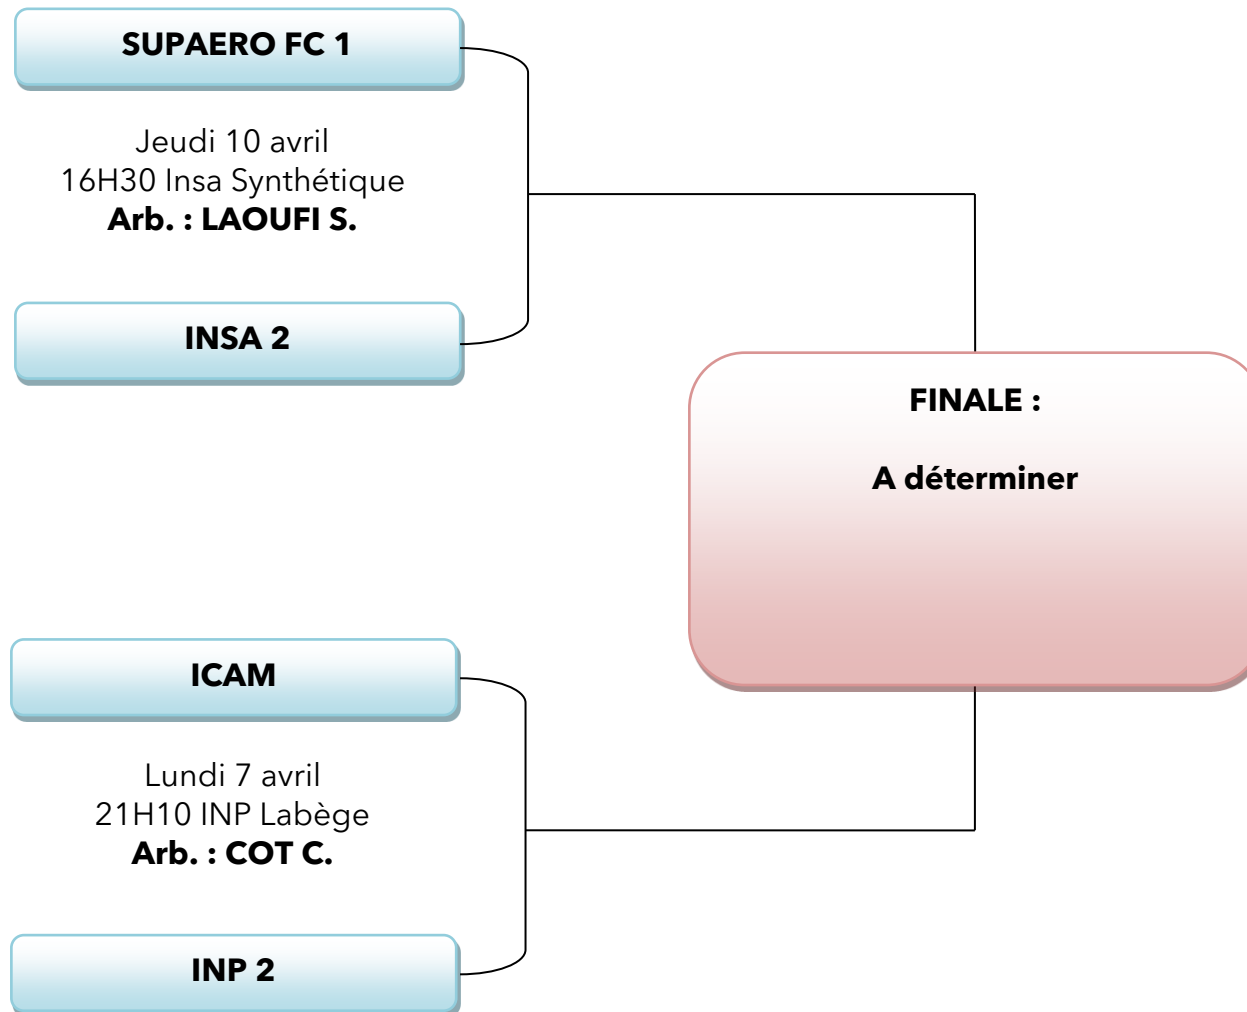 SUPAERO FC 1
Jeudi 10 avril
16H30 Insa Synthétique
Arb. : LAOUFI S.
INSA 2
FINALE :
A déterminer
ICAM
Lundi 7 avril
21H10 INP Labège
Arb. : COT C.
INP 2